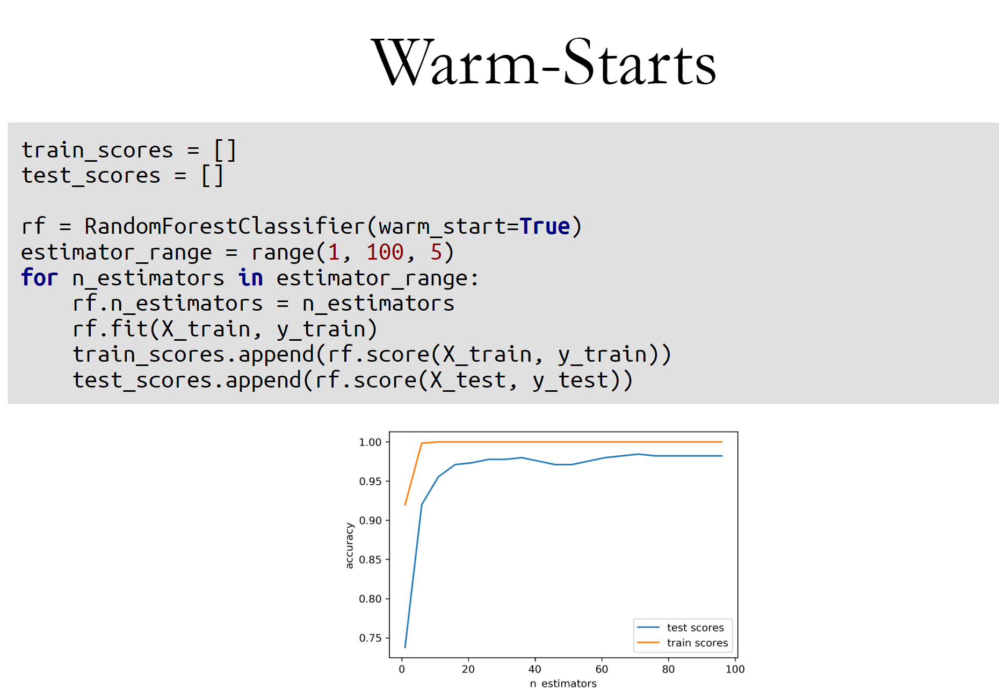 Warm-Starts
train_scores = []
test_scores = []
rf = RandomForestClassifier(warm_start=True)
estimator_range = range(1, 100, 5)
for n_estimators in estimator_range:
    rf.n_estimators = n_estimators
    rf.fit(X_train, y_train)
    train_scores.append(rf.score(X_train, y_train))
    test_scores.append(rf.score(X_test, y_test))
1.00
0.95
0.90
0.85
0.80
0.75
accuracy
test scores
train scores
0 20 40 60 80 100
n_estimators